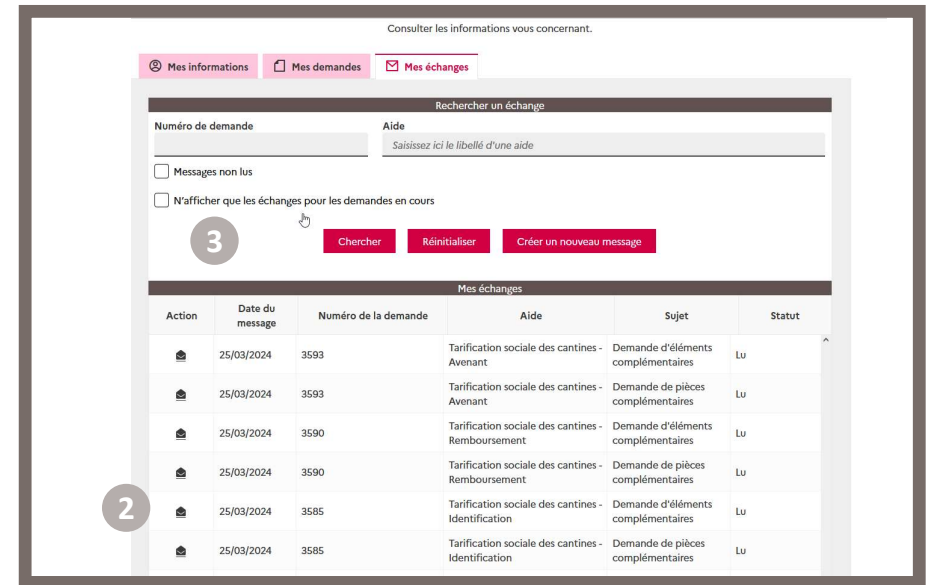 Consulter les informations vous concernant.
Mes informations
Mes demandes
Mes échanges
Rechercher un échange
Numéro de demande
Aide
Saisissez ici le libellé d'une aide
Messages non lus
N'afficher que les échanges pour les demandes en cours
3
Chercher
Réinitialiser
Créer un nouveau message
Mes échanges
Action
Date du
message
Numéro de la demande
Aide
Sujet
Statut
25/03/2024
3593
Tarification sociale des cantines -
Avenant
Demande d'éléments
complémentaires
Lu
25/03/2024
3593
Tarification sociale des cantines -
Avenant
Demande de pièces
complémentaires
Lu
25/03/2024
3590
Tarification sociale des cantines -
Remboursement
Demande d'éléments
complémentaires
Lu
25/03/2024
3590
Tarification sociale des cantines -
Remboursement
Demande de pièces
complémentaires
Lu
2
25/03/2024
3585
Tarification sociale des cantines -
Identification
Demande d'éléments
complémentaires
Lu
25/03/2024
3585
Tarification sociale des cantines -
Identification
Demande de pièces
complémentaires
Lu